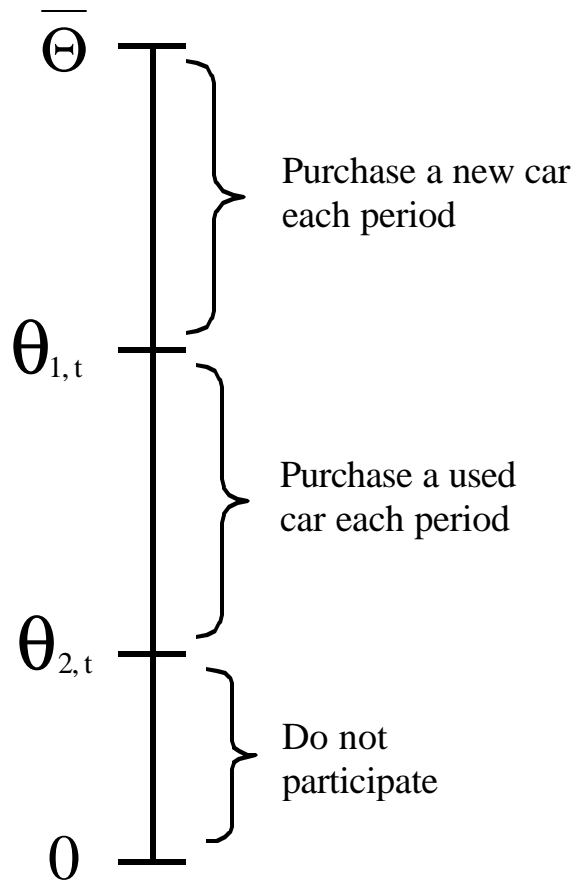 Θ̅
Purchase a new car
each period
θ1, t
Purchase a used
car each period
θ2, t
Do not
participate
0